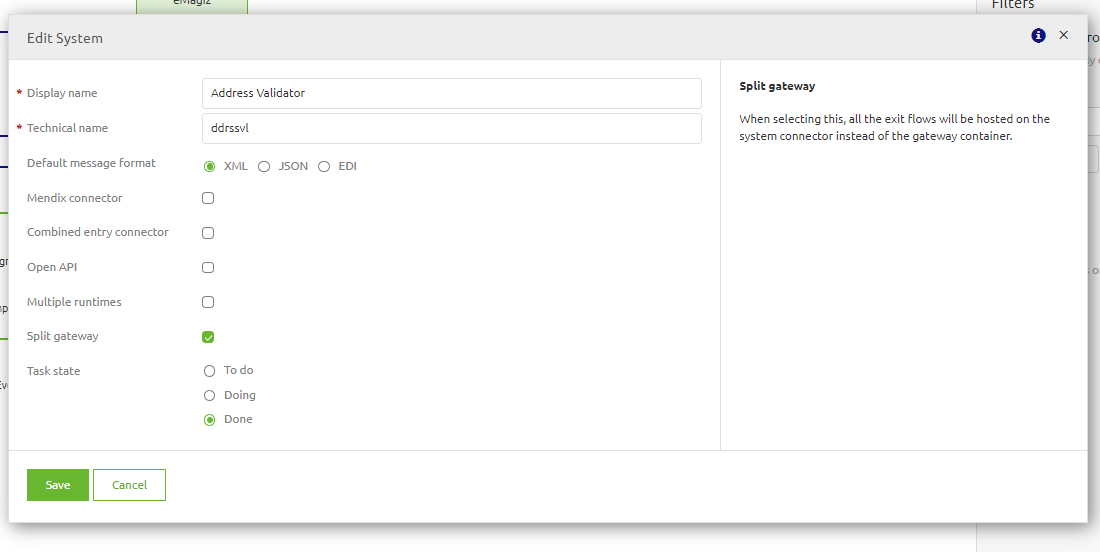 eMagiz
Filters
Edit System
* Display name
Address Validator
* Technical name
ddrssvl
Default message format
XML
JSON
EDI
Mendix connector
Combined entry connector
Open API
Multiple runtimes
Split gateway
Task state
To do
Doing
Done
Split gateway
When selecting this, all the exit flows will be hosted on the
system connector instead of the gateway container.
Save
Cancel